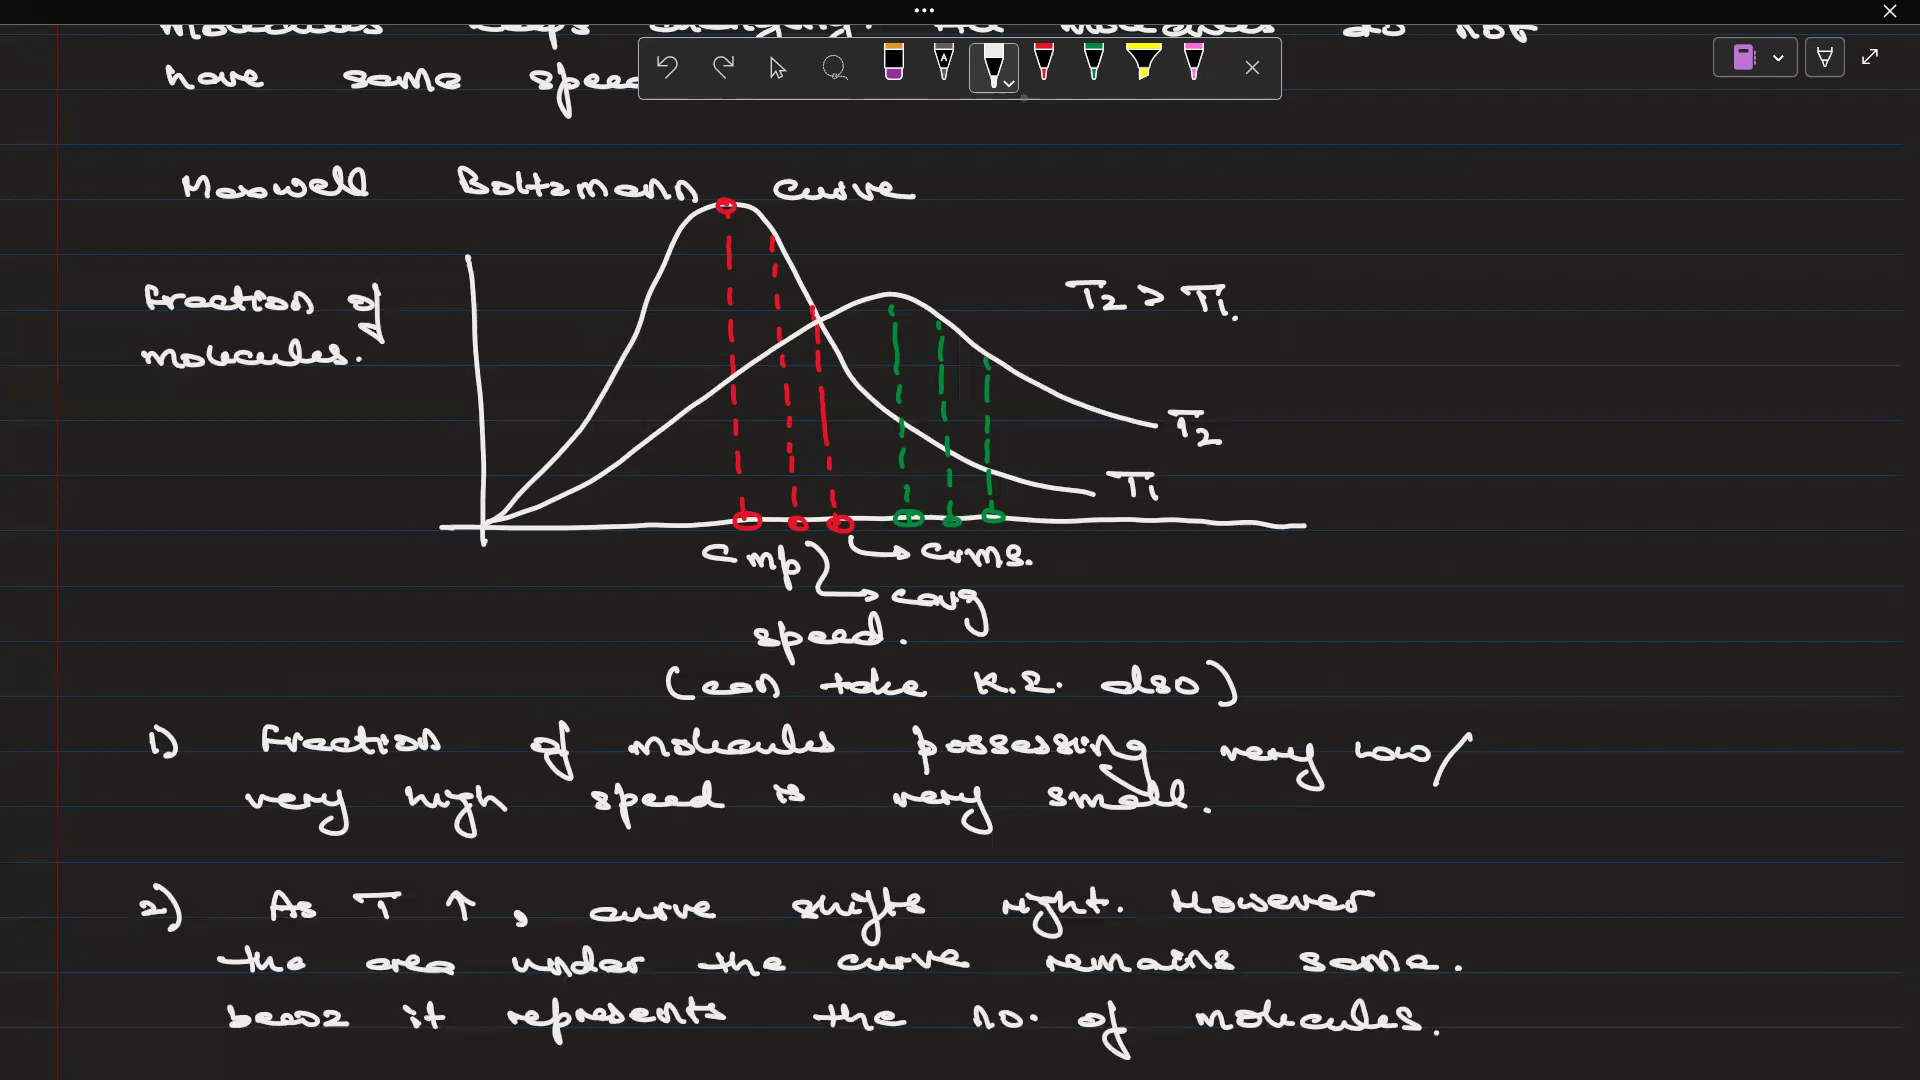 have some speed
Maxwell Boltzmann curve
fraction of
molecules.
T2 > T1.
T2
T1
Cmp
Crms.
Cavg
speed.
(can take K.E. also)
1) Fraction of molecules possessing very low/
very high speed is very small.
2) As T ↑, curve shifts right. However
the area under the curve remains same.
becoz it represents the no. of molecules.